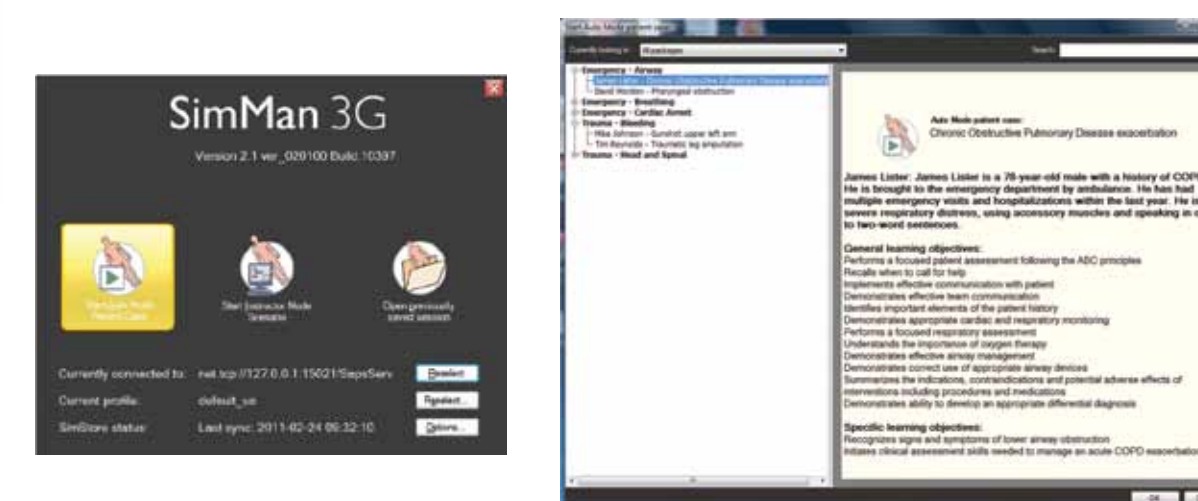 SimMan 3G
Version 2.1 ver_020100 Build:10397
Start Auto Mode
Patient Case
Start Instructor Mode
Scenario
Open previously
saved session
Currently connected to: net.tcp://127.0.0.1:15021/SepsServ
Reselect
Current profile: default_us
Reselect...
SimStore status: Last sync: 2011-02-24 09:32:10
Options...
Start Auto Mode patient case
Currently looking in:
Search:
Emergency - Airway
James Lister - Chronic Obstructive Pulmonary Disease exacerbation
David Morden - Pharyngeal obstruction
Emergency - Breathing
Emergency - Cardiac Arrest
Trauma - Bleeding
Mike Johnson - Gunshot upper left arm
Tim Reynolds - Traumatic leg amputation
Trauma - Head and Spinal
Auto Mode patient case:
Chronic Obstructive Pulmonary Disease exacerbation
James Lister: James Lister is a 78-year-old male with a history of COPD
He is brought to the emergency department by ambulance. He has had
multiple emergency visits and hospitalizations within the last year. He is
severe respiratory distress, using accessory muscles and speaking in
to two-word sentences.
General learning objectives:
Performs a focused patient assessment following the ABC principles
Recalls when to call for help
Implements effective communication with patient
Demonstrates effective team communication
Identifies important elements of the patient history
Demonstrates appropriate cardiac and respiratory monitoring
Performs a focused respiratory assessment
Understands the importance of oxygen therapy
Demonstrates effective airway management
Demonstrates correct use of appropriate airway devices
Summarizes the indications, contraindications and potential adverse effects of
interventions including procedures and medications
Demonstrates ability to develop an appropriate differential diagnosis
Specific learning objectives:
Recognizes signs and symptoms of lower airway obstruction
Initiates clinical assessment skills needed to manage an acute COPD exacerbation
OK